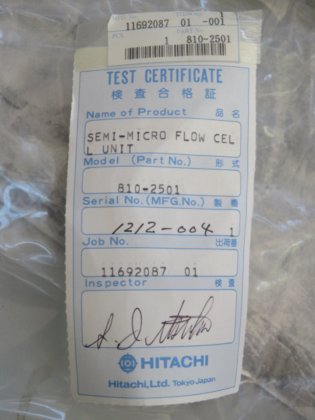 11692087 01 -001
1 810-2501
TEST CERTIFICATE
検査合格証
Name of Product 品名
SEMI-MICRO FLOW CEL
L UNIT
Model (Part No.) 形式
810-2501
Serial No. (MFG.No.) 製番
1212-004 1
Job No. 出荷番
11692087 01
Inspector 検査
HITACHI
Hitachi, Ltd. Tokyo Japan